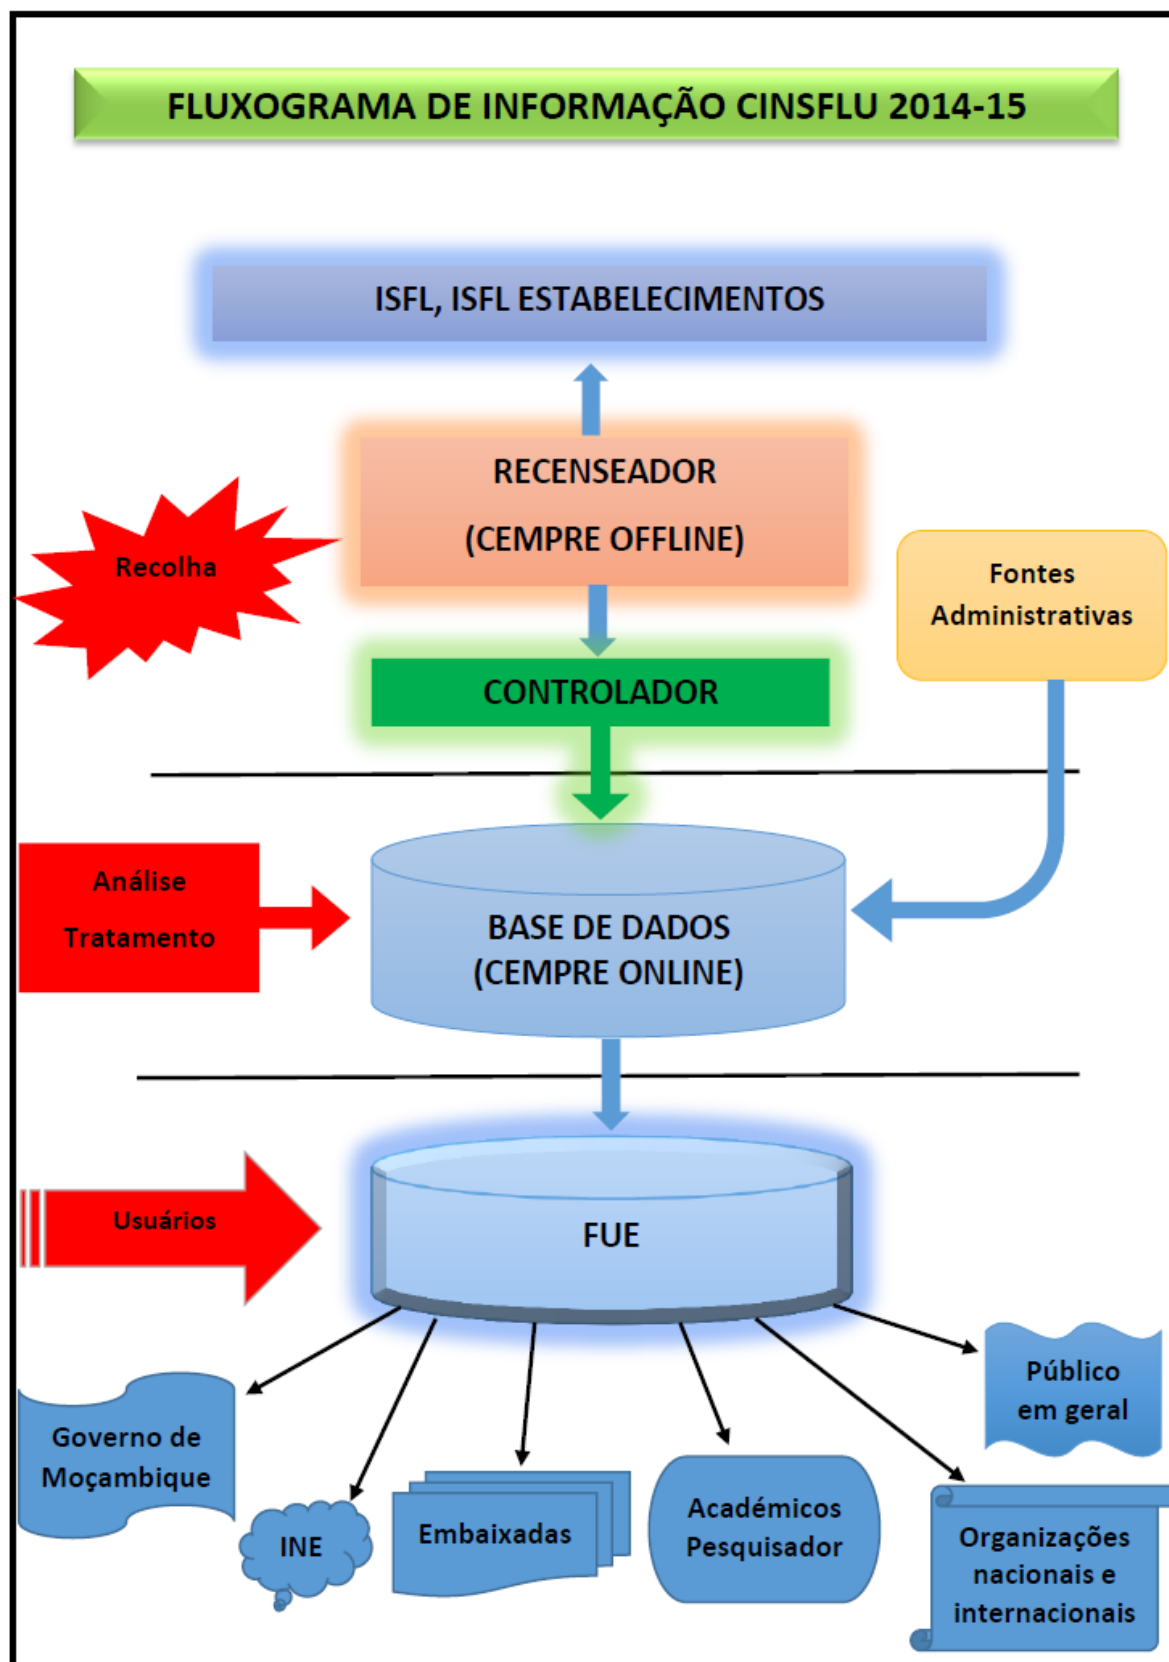 FLUXOGRAMA DE INFORMAÇÃO CINSFLU 2014-15
ISFL, ISFL ESTABELECIMENTOS
RECENSEADOR
(CEMPRE OFFLINE)
Recolha
Fontes
Administrativas
CONTROLADOR
Análise
Tratamento
BASE DE DADOS
(CEMPRE ONLINE)
Usuários
FUE
Governo de
Moçambique
INE
Embaixadas
Académicos
Pesquisador
Organizações
nacionais e
internacionais
Público
em geral